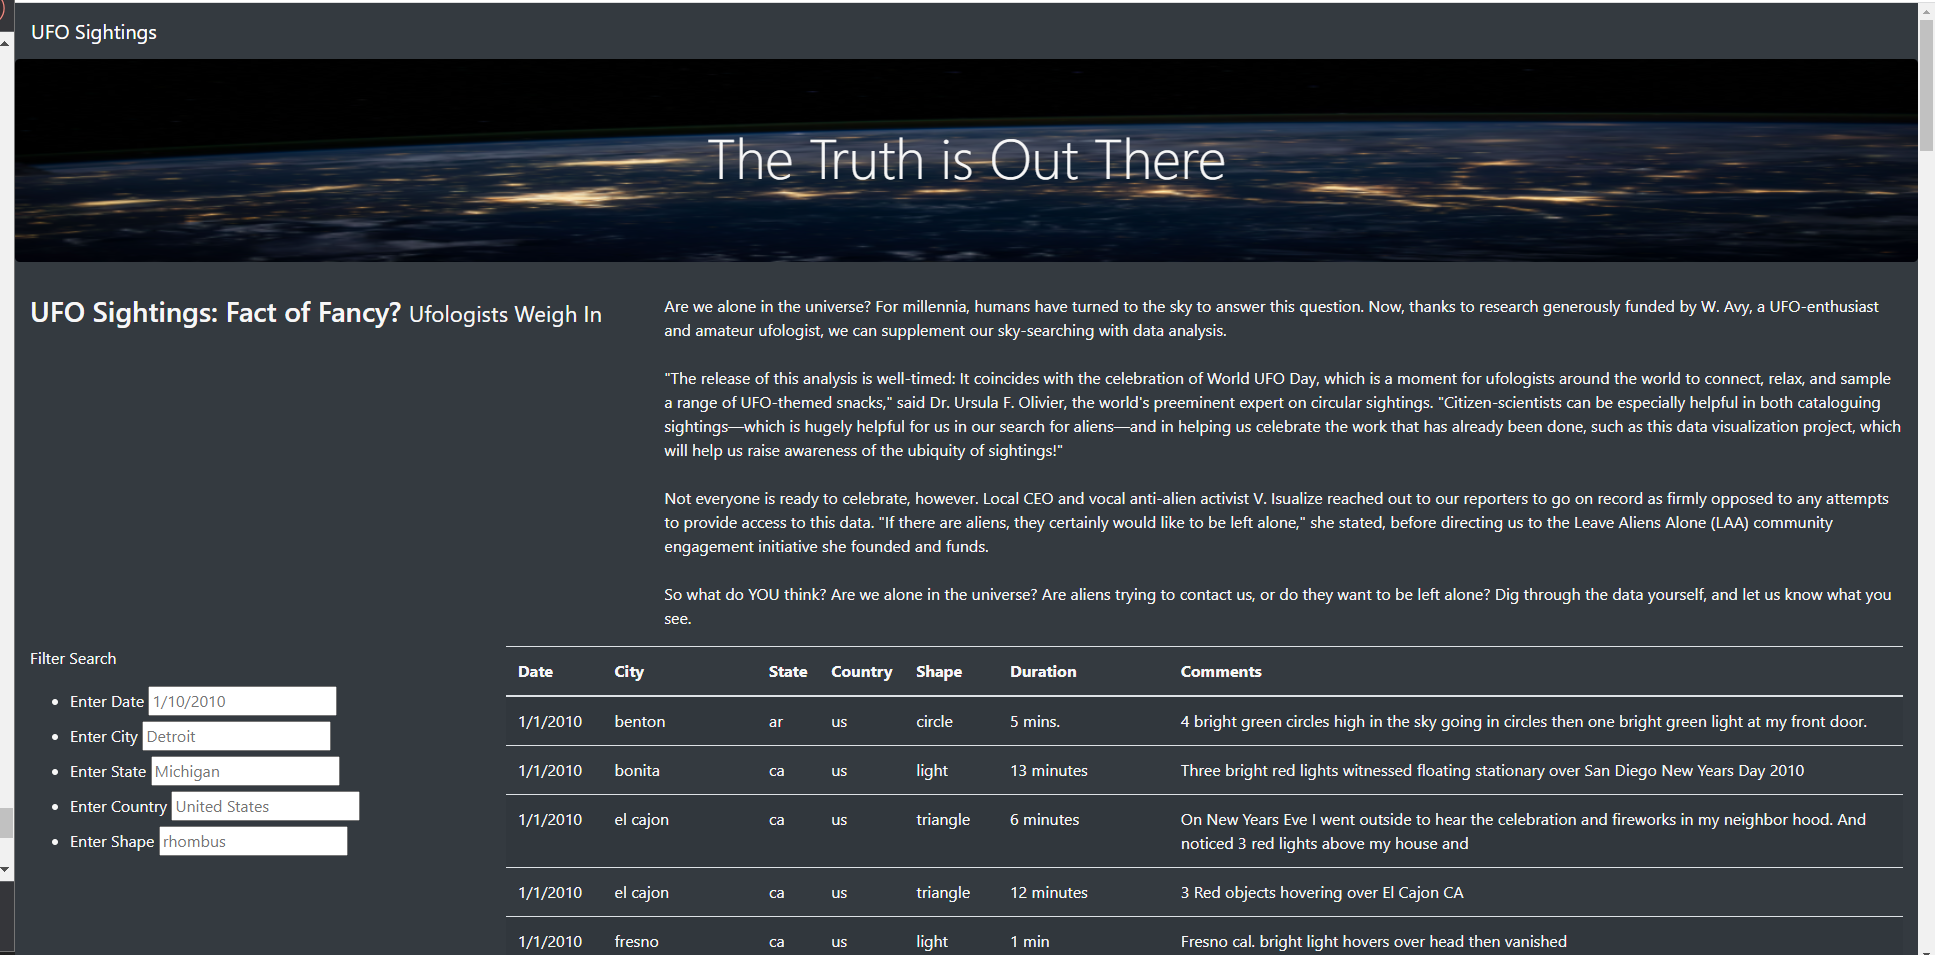 UFO Sightings
The Truth is Out There
UFO Sightings: Fact of Fancy? Ufologists Weigh In
Are we alone in the universe? For millennia, humans have turned to the sky to answer this question. Now, thanks to research generously funded by W. Avy, a UFO-enthusiast
and amateur ufologist, we can supplement our sky-searching with data analysis.
"The release of this analysis is well-timed: It coincides with the celebration of World UFO Day, which is a moment for ufologists around the world to connect, relax, and sample
a range of UFO-themed snacks," said Dr. Ursula F. Olivier, the world's preeminent expert on circular sightings. "Citizen-scientists can be especially helpful in both cataloguing
sightings—which is hugely helpful for us in our search for aliens—and in helping us celebrate the work that has already been done, such as this data visualization project, which
will help us raise awareness of the ubiquity of sightings!"
Not everyone is ready to celebrate, however. Local CEO and vocal anti-alien activist V. Isualize reached out to our reporters to go on record as firmly opposed to any attempts
to provide access to this data. "If there are aliens, they certainly would like to be left alone," she stated, before directing us to the Leave Aliens Alone (LAA) community
engagement initiative she founded and funds.
So what do YOU think? Are we alone in the universe? Are aliens trying to contact us, or do they want to be left alone? Dig through the data yourself, and let us know what you
see.
Filter Search
Enter Date 1/10/2010
Enter City Detroit
Enter State Michigan
Enter Country United States
Enter Shape rhombus
Date City State Country Shape Duration Comments
1/1/2010 benton ar us circle 5 mins. 4 bright green circles high in the sky going in circles then one bright green light at my front door.
1/1/2010 bonita ca us light 13 minutes Three bright red lights witnessed floating stationary over San Diego New Years Day 2010
1/1/2010 el cajon ca us triangle 6 minutes On New Years Eve I went outside to hear the celebration and fireworks in my neighbor hood. And
noticed 3 red lights above my house and
1/1/2010 el cajon ca us triangle 12 minutes 3 Red objects hovering over El Cajon CA
1/1/2010 fresno ca us light 1 min Fresno cal. bright light hovers over head then vanished